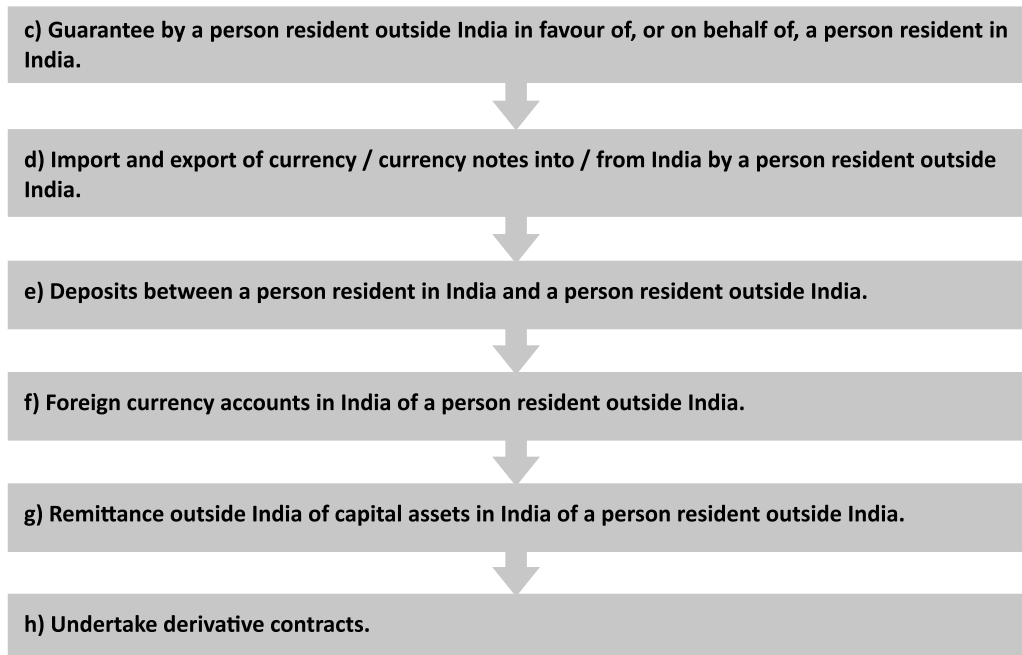 c) Guarantee by a person resident outside India in favour of, or on behalf of, a person resident in
India.
d) Import and export of currency / currency notes into / from India by a person resident outside
India.
e) Deposits between a person resident in India and a person resident outside India.
f) Foreign currency accounts in India of a person resident outside India.
g) Remittance outside India of capital assets in India of a person resident outside India.
h) Undertake derivative contracts.